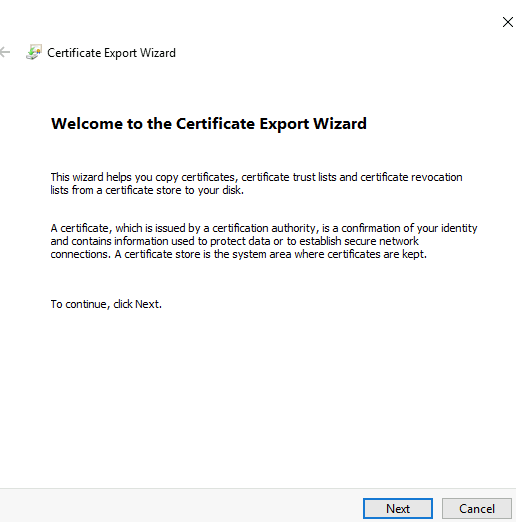 Certificate Export Wizard
Welcome to the Certificate Export Wizard
This wizard helps you copy certificates, certificate trust lists and certificate revocation
lists from a certificate store to your disk.
A certificate, which is issued by a certification authority, is a confirmation of your identity
and contains information used to protect data or to establish secure network
connections. A certificate store is the system area where certificates are kept.
To continue, click Next.
Next Cancel